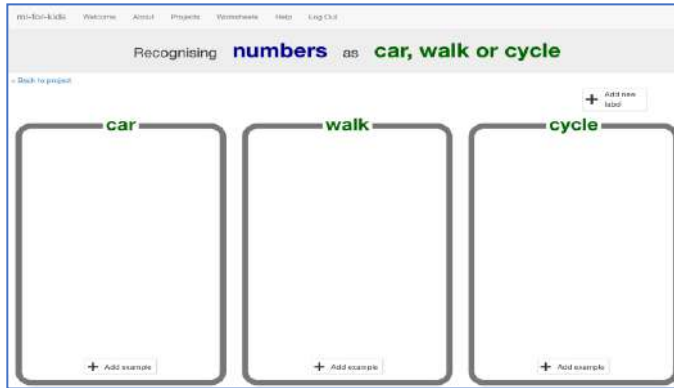 ml-for-kids Welcome About Projects Worksheets Help Log Out
Recognising numbers as car, walk or cycle
< Back to project
+ Add new label
car walk cycle
+ Add example + Add example + Add example